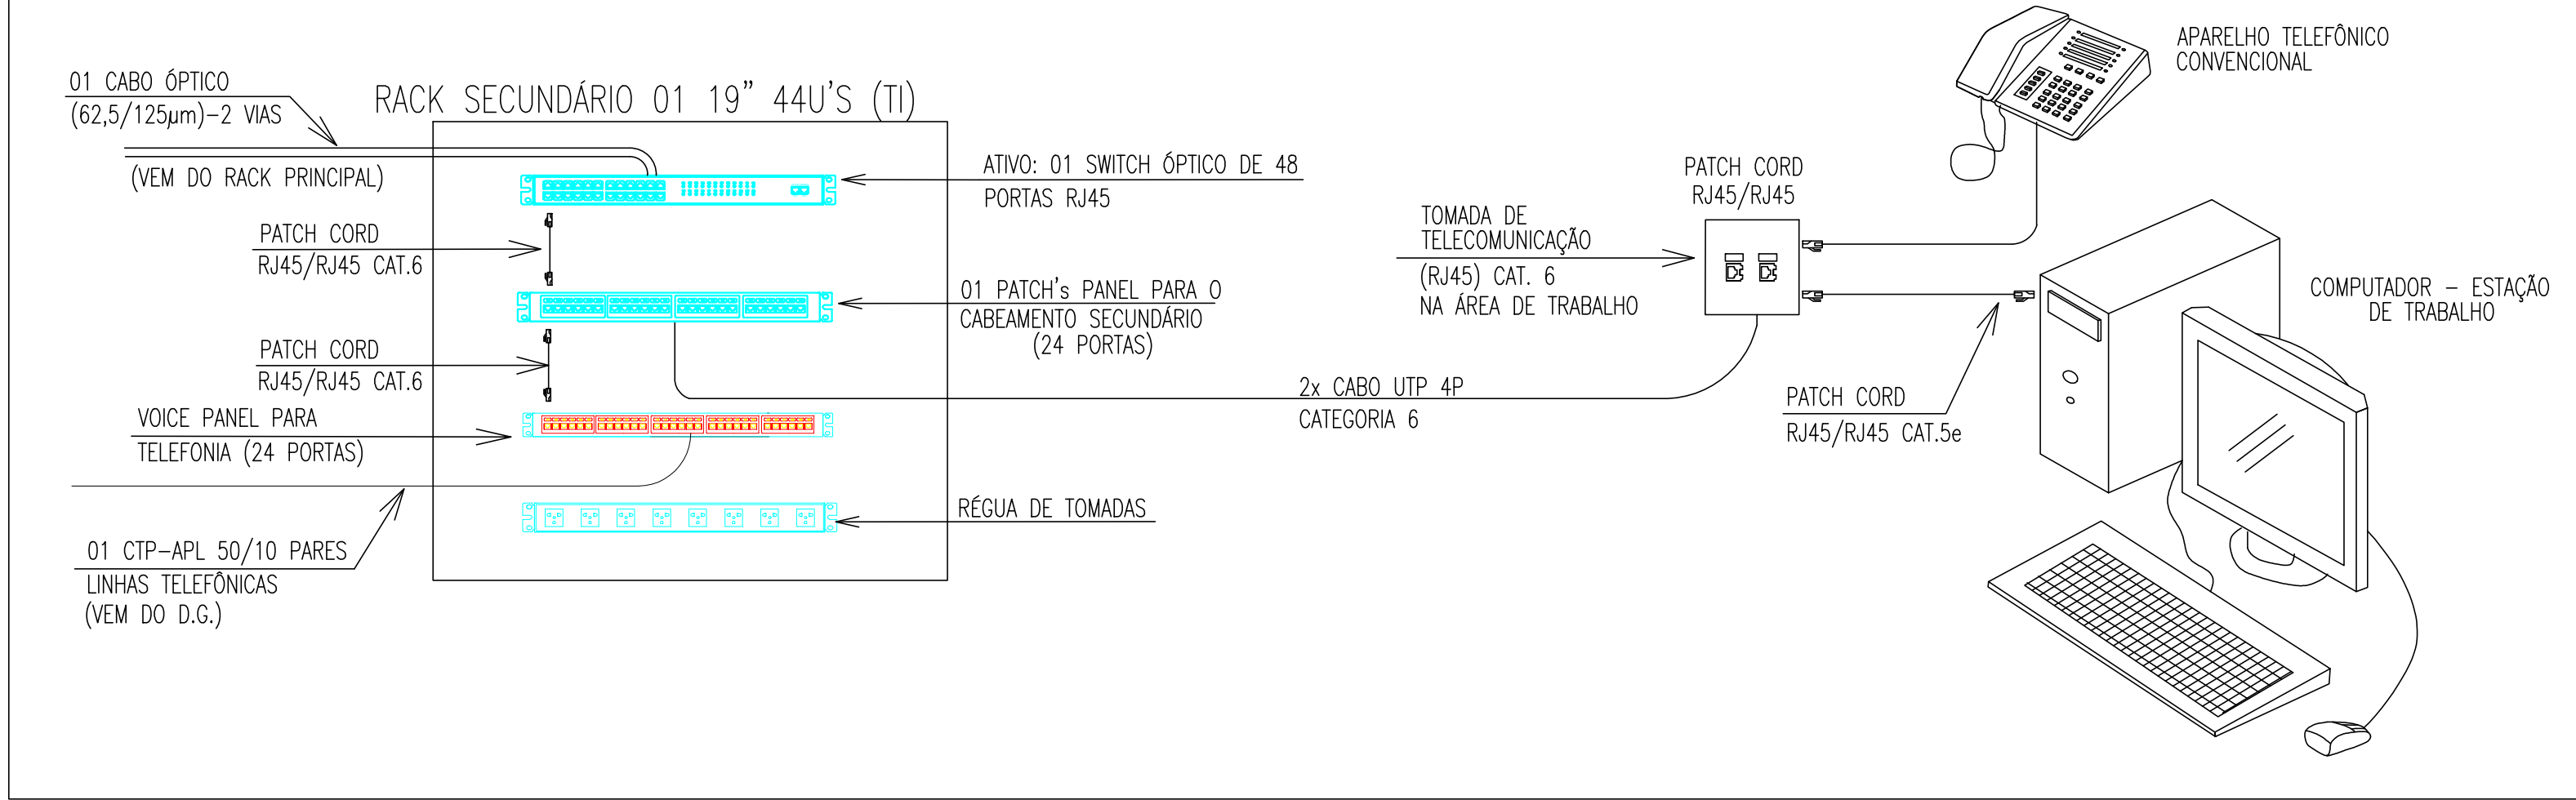 APARELHO TELEFÔNICO
CONVENCIONAL
01 CABO ÓPTICO
(62,5/125µm)-2 VIAS
(VEM DO RACK PRINCIPAL)
RACK SECUNDÁRIO 01 19" 44U'S (TI)
ATIVO: 01 SWITCH ÓPTICO DE 48
PORTAS RJ45
PATCH CORD
RJ45/RJ45 CAT.6
01 PATCH's PANEL PARA O
CABEAMENTO SECUNDÁRIO
(24 PORTAS)
PATCH CORD
RJ45/RJ45 CAT.6
VOICE PANEL PARA
TELEFONIA (24 PORTAS)
RÉGUA DE TOMADAS
01 CTP-APL 50/10 PARES
LINHAS TELEFÔNICAS
(VEM DO D.G.)
2x CABO UTP 4P
CATEGORIA 6
TOMADA DE
TELECOMUNICAÇÃO
(RJ45) CAT. 6
NA ÁREA DE TRABALHO
PATCH CORD
RJ45/RJ45
PATCH CORD
RJ45/RJ45 CAT.5e
COMPUTADOR - ESTAÇÃO
DE TRABALHO